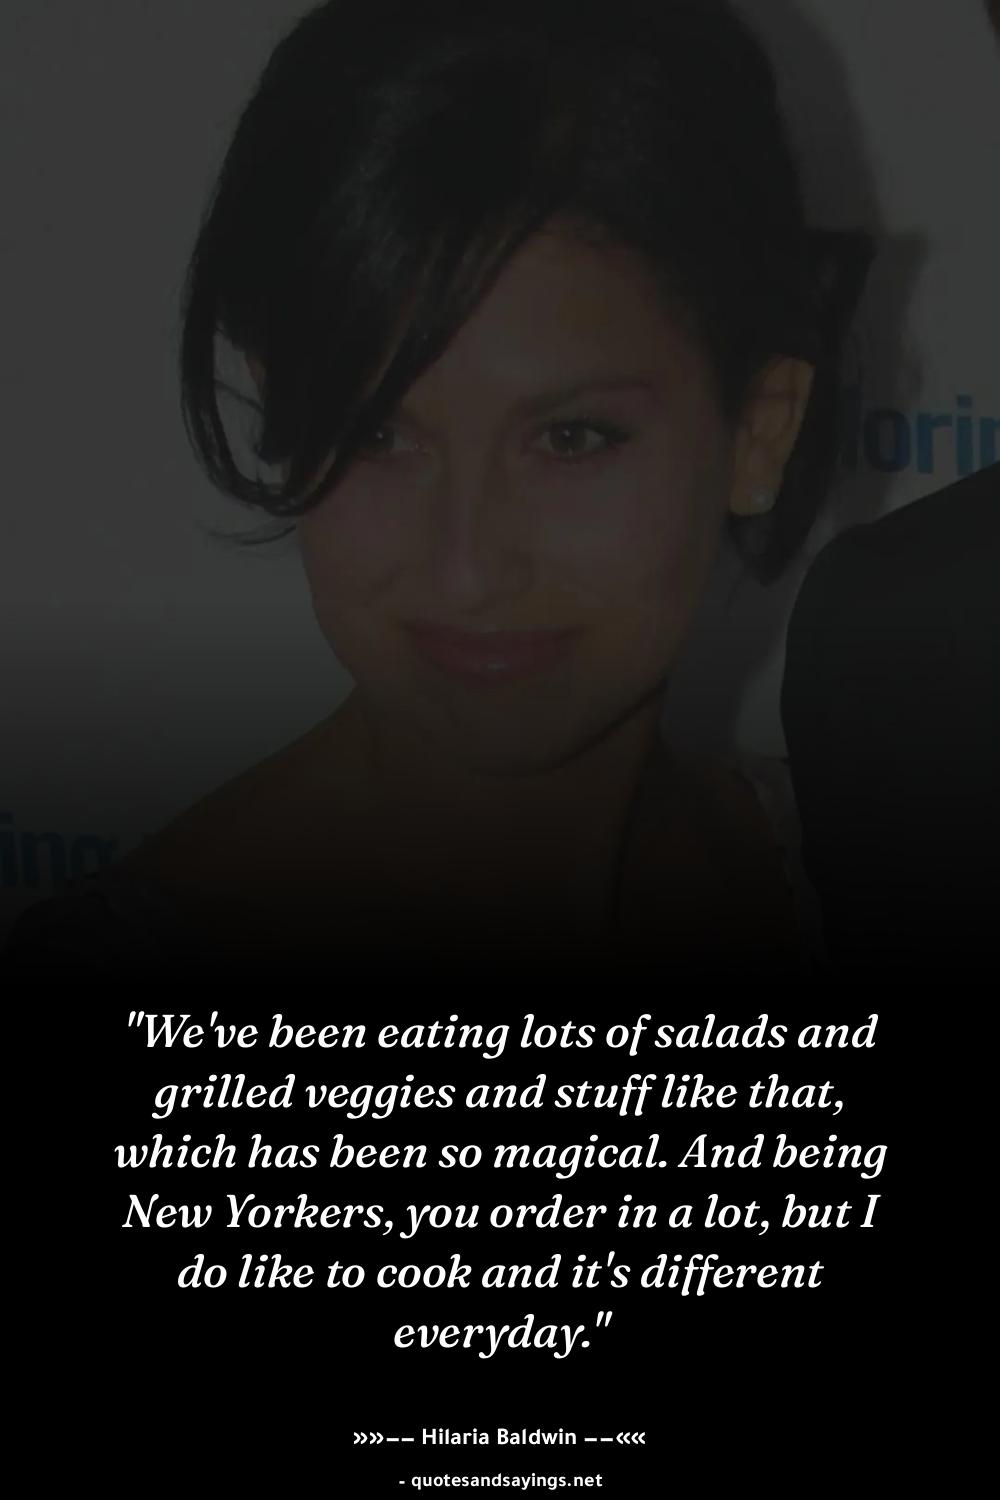 lorin
ing
"We've been eating lots of salads and
grilled veggies and stuff like that,
which has been so magical. And being
New Yorkers, you order in a lot, but I
do like to cook and it's different
everyday."
»»–– Hilaria Baldwin ––««
- quotesandsayings.net